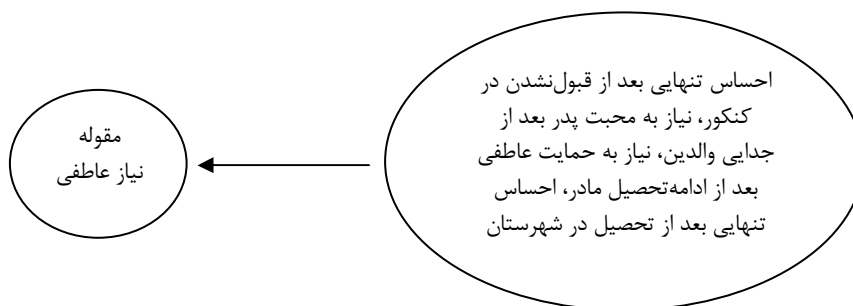 احساس تنهایی بعد از قبول‌نشدن در
کنکور، نیاز به محبت پدر بعد از
جدایی والدین، نیاز به حمایت عاطفی
بعد از ادامه‌تحصیل مادر، احساس
تنهایی بعد از تحصیل در شهرستان
مقوله
نیاز عاطفی